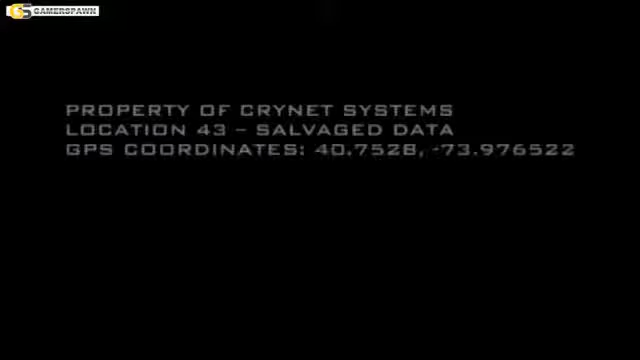 GAMERSPAWN
PROPERTY OF CRYNET SYSTEMS
LOCATION 43 - SALVAGED DATA
GPS COORDINATES: 40.7528, -73.976522